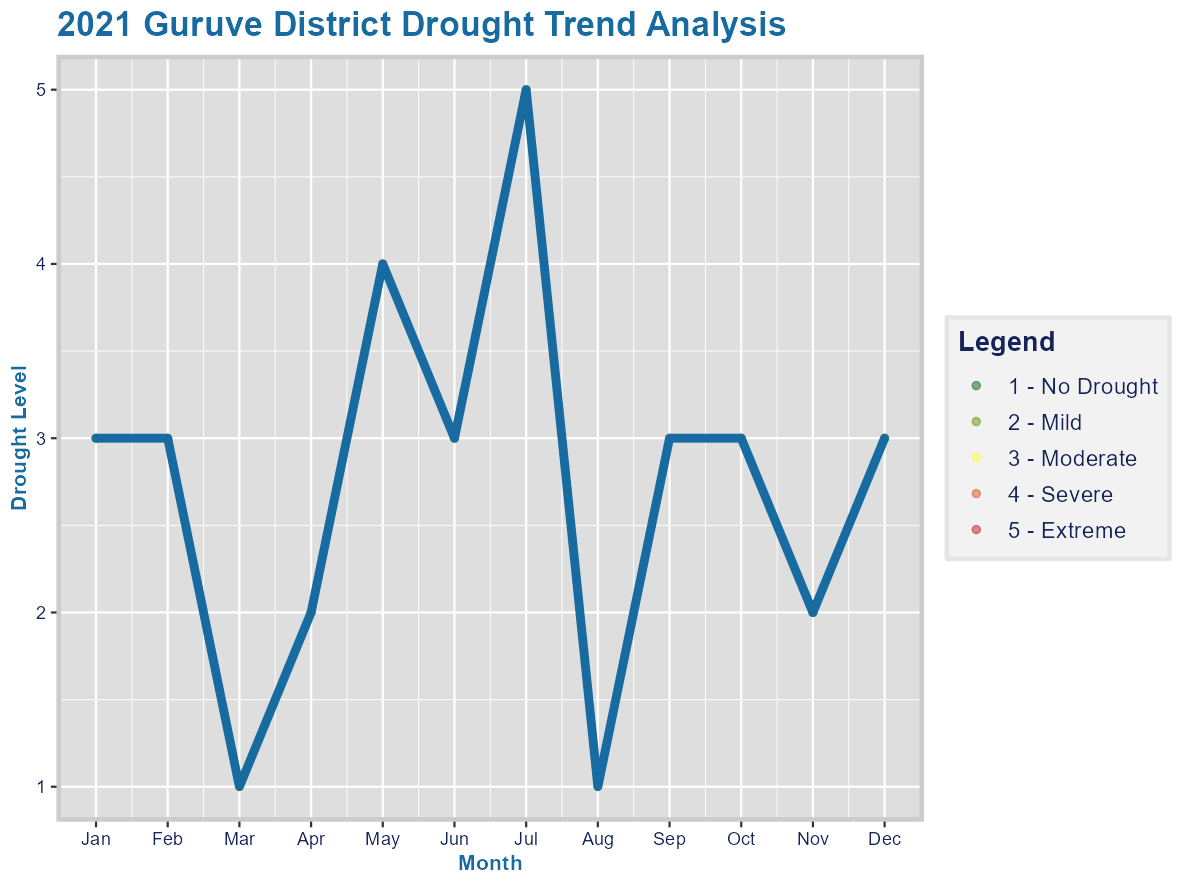 2021 Guruve District Drought Trend Analysis
Drought Level
5
4
3
2
1
Jan Feb Mar Apr May Jun Jul Aug Sep Oct Nov Dec
Month
Legend
1 - No Drought
2 - Mild
3 - Moderate
4 - Severe
5 - Extreme